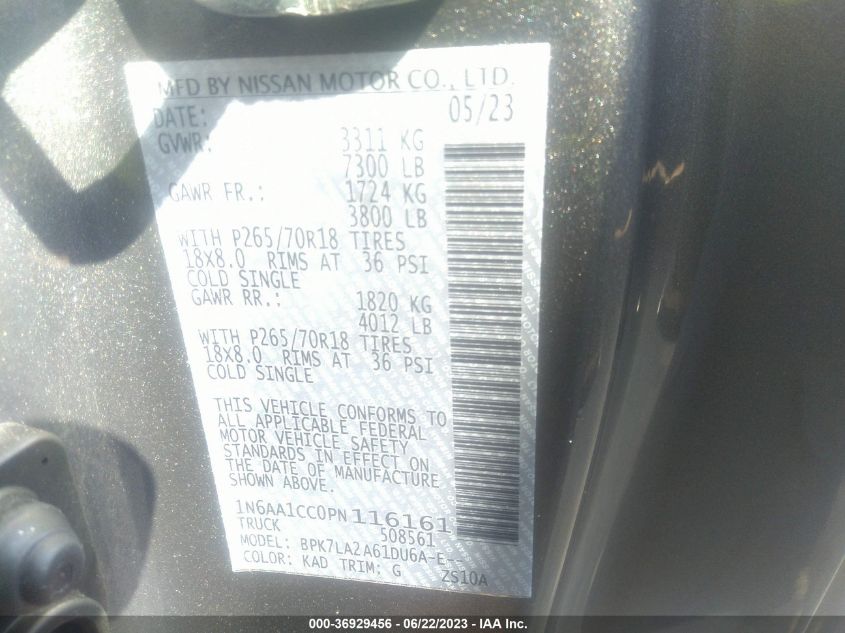 MFD BY NISSAN MOTOR CO., LTD.
DATE: 05/23
GVWR: 3311 KG
7300 LB
GAWR FR.: 1724 KG
3800 LB
WITH P265/70R18 TIRES
18X8.0 RIMS AT 36 PSI
COLD SINGLE
GAWR RR.: 1820 KG
4012 LB
WITH P265/70R18 TIRES
18X8.0 RIMS AT 36 PSI
COLD SINGLE
THIS VEHICLE CONFORMS TO
ALL APPLICABLE FEDERAL
MOTOR VEHICLE SAFETY
STANDARDS IN EFFECT ON
THE DATE OF MANUFACTURE
SHOWN ABOVE.
1N6AA1CC0PN116161
TRUCK 508561
MODEL: BPK7LA2A61DU6A-E--
COLOR: KAD TRIM: G ZS10A
000-36929456 - 06/22/2023 - IAA Inc.